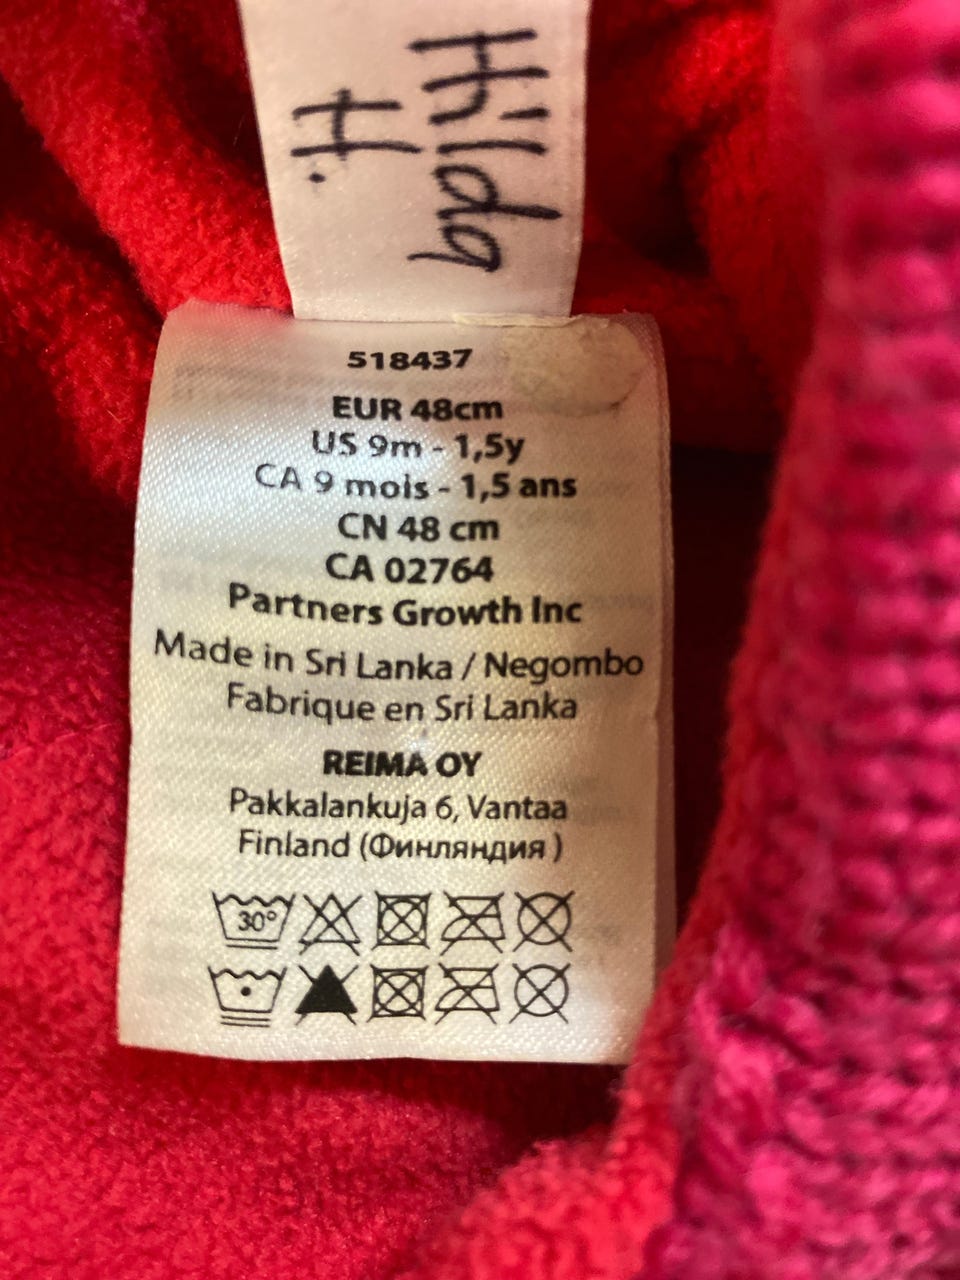 Hilda
H.
518437
EUR 48cm
US 9m - 1,5y
CA 9 mois - 1,5 ans
CN 48 cm
CA 02764
Partners Growth Inc
Made in Sri Lanka / Negombo
Fabrique en Sri Lanka
REIMA OY
Pakkalankuja 6, Vantaa
Finland (Финляндия )
30°